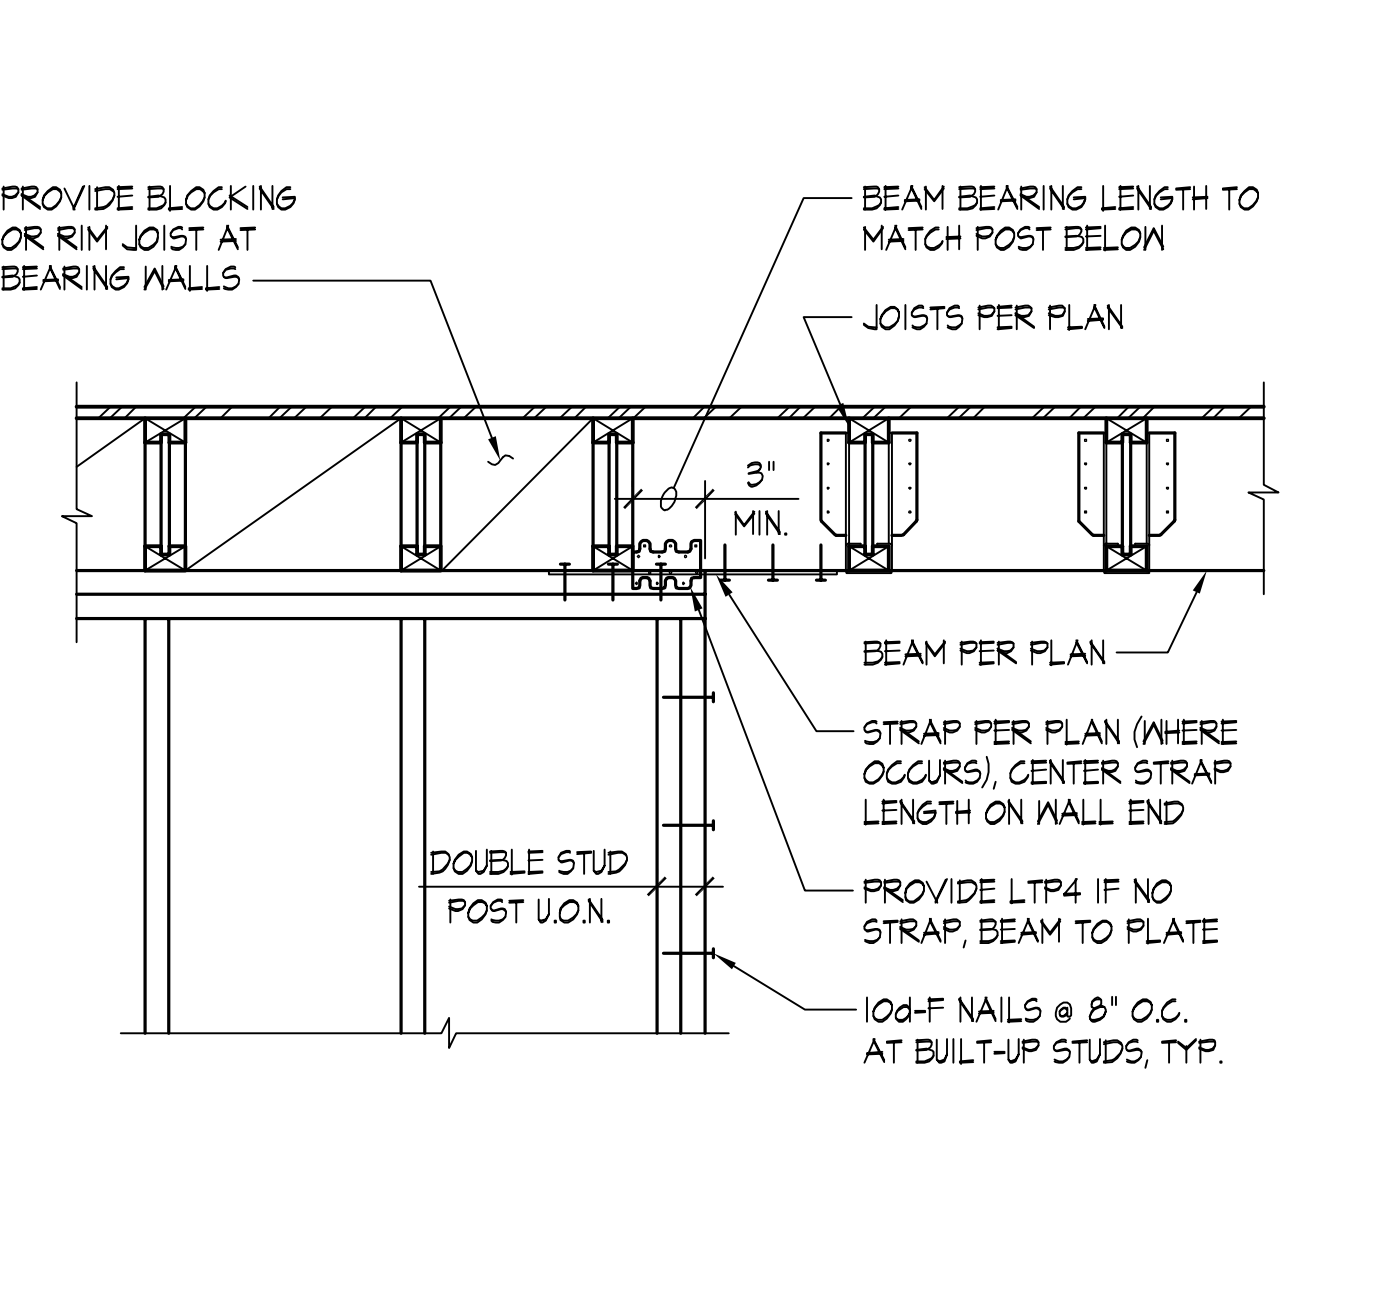 PROVIDE BLOCKING
OR RIM JOIST AT
BEARING WALLS
BEAM BEARING LENGTH TO
MATCH POST BELOW
JOISTS PER PLAN
3"
MIN.
BEAM PER PLAN
STRAP PER PLAN (WHERE
OCCURS), CENTER STRAP
LENGTH ON WALL END
DOUBLE STUD
POST U.O.N.
PROVIDE LTP4 IF NO
STRAP, BEAM TO PLATE
10d-F NAILS @ 8" O.C.
AT BUILT-UP STUDS, TYP.